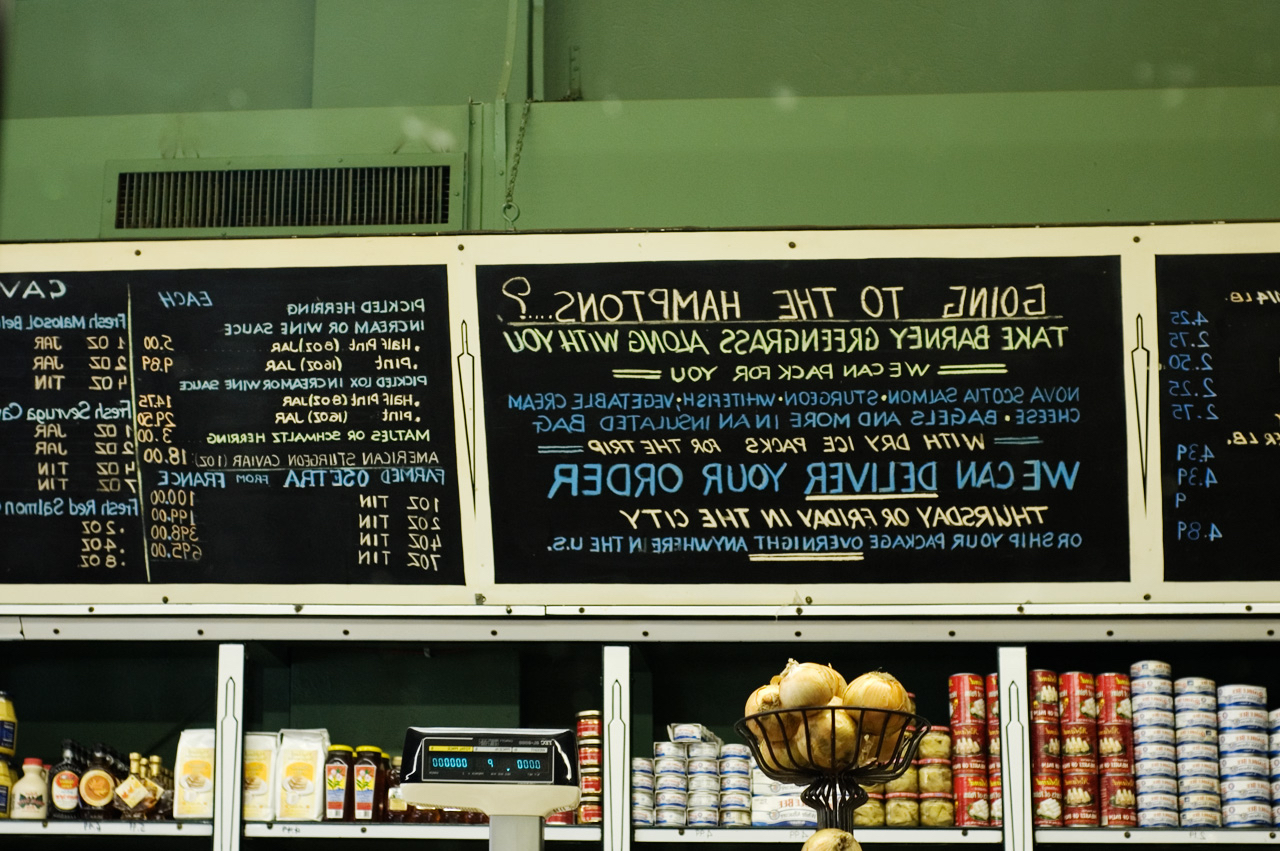 1/4 LB.
4.25
2.75
2.50
2.25
2.75
LB.
4.39
4.39
9
4.89
GOING TO THE HAMPTONS....?
TAKE BARNEY GREENGRASS ALONG WITH YOU
WE CAN PACK FOR YOU
NOVA SCOTIA SALMON•STURGEON•WHITEFISH•VEGETABLE CREAM
CHEESE•BAGELS AND MORE IN AN INSULATED BAG
WITH DRY ICE PACKS FOR THE TRIP
WE CAN DELIVER YOUR ORDER
THURSDAY OR FRIDAY IN THE CITY
OR SHIP YOUR PACKAGE OVERNIGHT ANYWHERE IN THE U.S.
PICKLED HERRING EACH
IN CREAM OR WINE SAUCE
•Half Pint (8oz) JAR 5.00
•Pint (16oz) JAR 9.89
PICKLED LOX IN CREAM OR WINE SAUCE
•Half Pint (8oz) JAR 14.75
•Pint (16oz) JAR 29.50
MATJES OR SCHMALTZ HERRING 3.00
AMERICAN STURGEON CAVIAR (1oz) 18.00
FARMED OSETRA FROM FRANCE
1OZ TIN 100.00
2OZ TIN 199.00
4OZ TIN 398.00
7OZ TIN 695.00
CAV
Fresh Malosol Bel
1 OZ JAR
2 OZ JAR
4 OZ TIN
Fresh Sevruga Cav
1 OZ JAR
2 OZ JAR
4 OZ TIN
7 OZ TIN
Fresh Red Salmon
•2 OZ
•4 OZ
•8 OZ